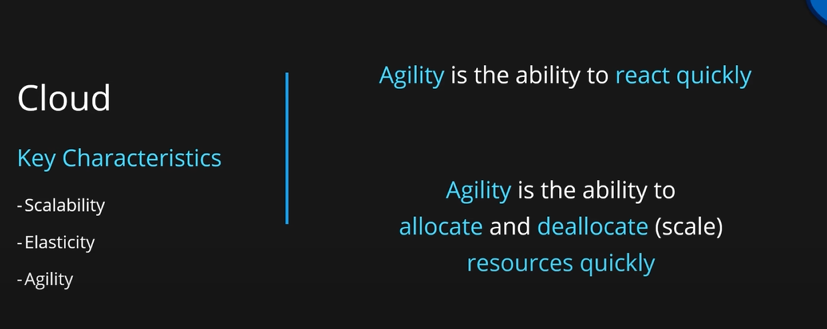 Cloud
Key Characteristics
-Scalability
-Elasticity
-Agility
Agility is the ability to react quickly
Agility is the ability to
allocate and deallocate (scale)
resources quickly